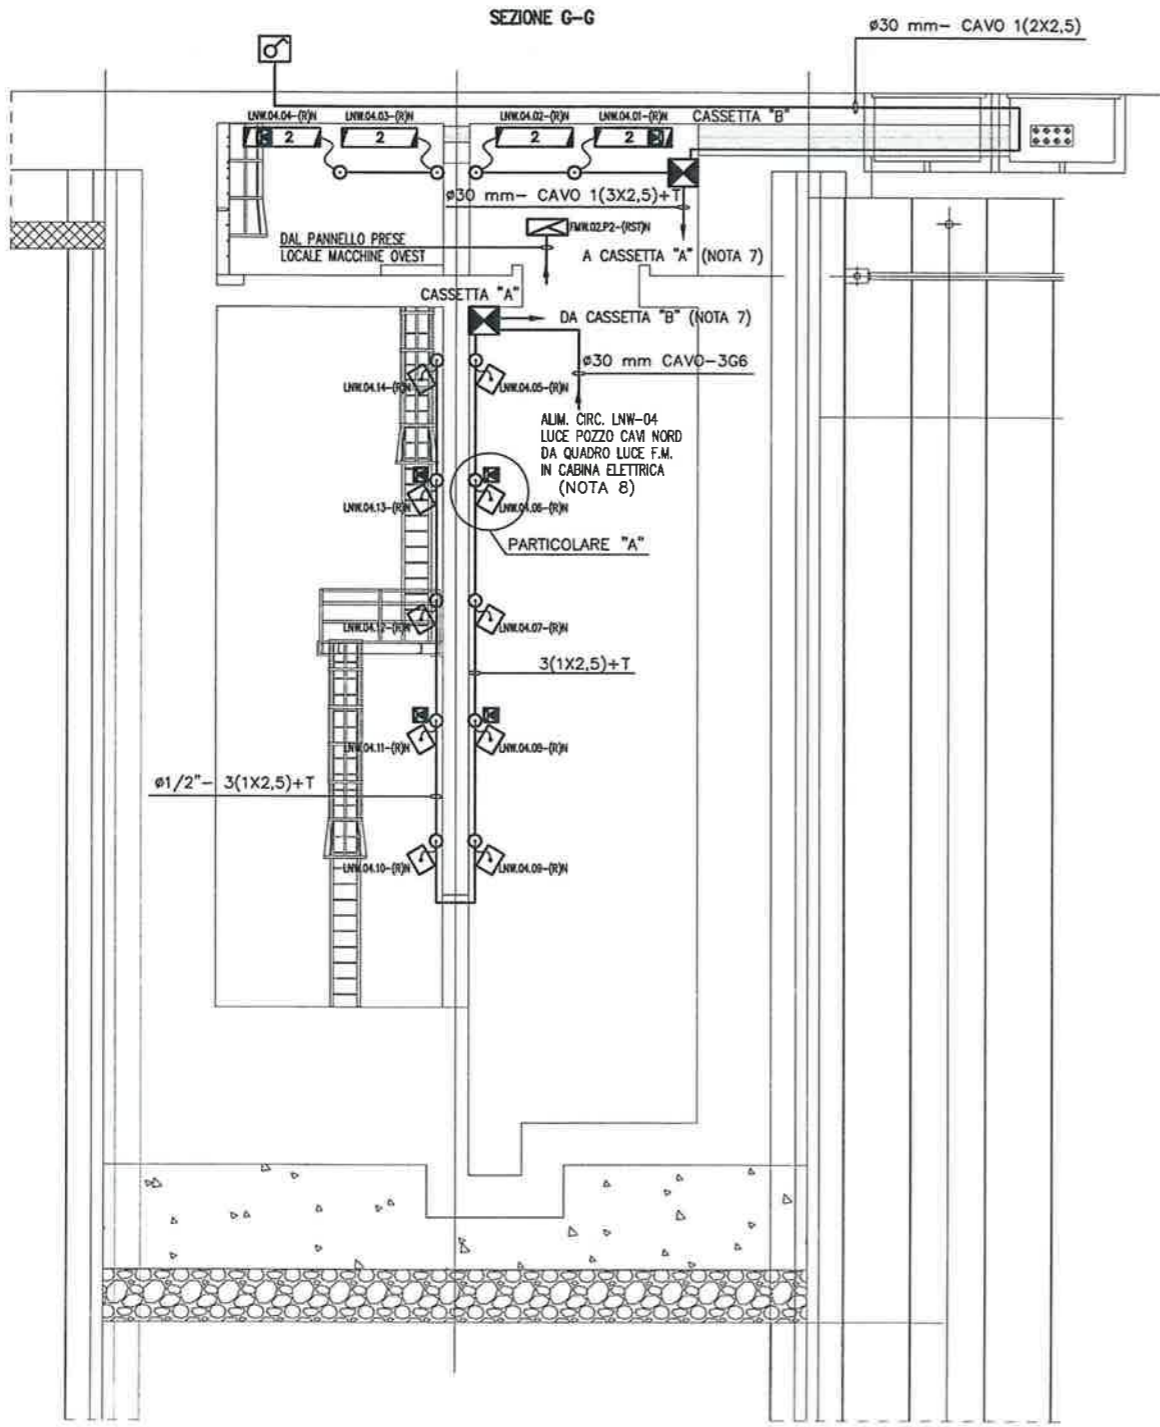 SEZIONE G-G
ø30 mm- CAVO 1(2X2,5)
LNW.04.04-(R)N
LNW.04.03-(R)N
LNW.04.02-(R)N
LNW.04.01-(R)N
CASSETTA "B"
2
2
2
2
ø30 mm- CAVO 1(3X2,5)+T
FMW.02.P2-(RST)N
DAL PANNELLO PRESE
LOCALE MACCHINE OVEST
A CASSETTA "A" (NOTA 7)
CASSETTA "A"
DA CASSETTA "B" (NOTA 7)
ø30 mm CAVO-3G6
LNW.04.14-(R)N
LNW.04.05-(R)N
ALIM. CIRC. LNW-04
LUCE POZZO CAVI NORD
DA QUADRO LUCE F.M.
IN CABINA ELETTRICA
(NOTA 8)
LNW.04.13-(R)N
LNW.04.06-(R)N
PARTICOLARE "A"
LNW.04.12-(R)N
LNW.04.07-(R)N
3(1X2,5)+T
LNW.04.11-(R)N
LNW.04.08-(R)N
ø1/2"- 3(1X2,5)+T
LNW.04.10-(R)N
LNW.04.09-(R)N